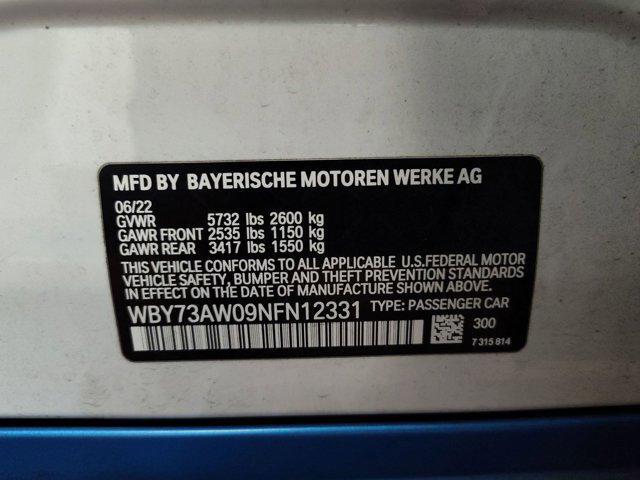 MFD BY BAYERISCHE MOTOREN WERKE AG
06/22
GVWR 5732 lbs 2600 kg
GAWR FRONT 2535 lbs 1150 kg
GAWR REAR 3417 lbs 1550 kg
THIS VEHICLE CONFORMS TO ALL APPLICABLE U.S.FEDERAL MOTOR
VEHICLE SAFETY, BUMPER AND THEFT PREVENTION STANDARDS
IN EFFECT ON THE DATE OF MANUFACTURE SHOWN ABOVE.
WBY73AW09NFN12331 TYPE: PASSENGER CAR
300
7 315 814